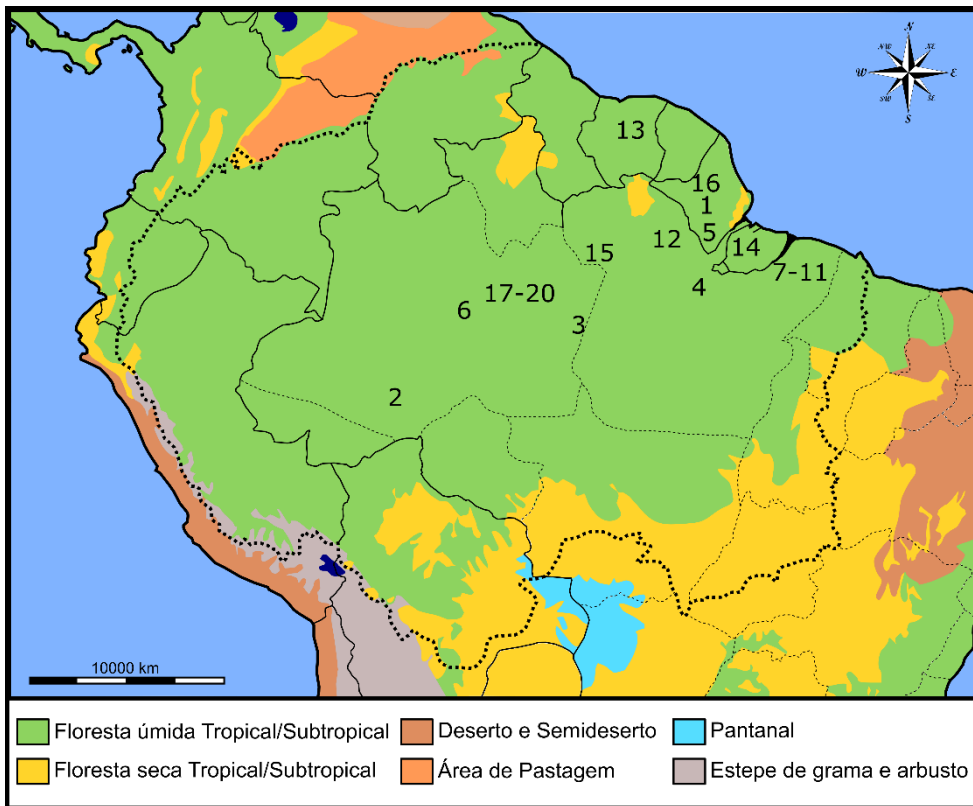 N
NW NE
W E
SW SE
S
13
16
1
12 5 14
15
7-11
4
17-20
6 3
2
10000 km
Floresta úmida Tropical/Subtropical
Deserto e Semideserto
Pantanal
Floresta seca Tropical/Subtropical
Área de Pastagem
Estepe de grama e arbusto